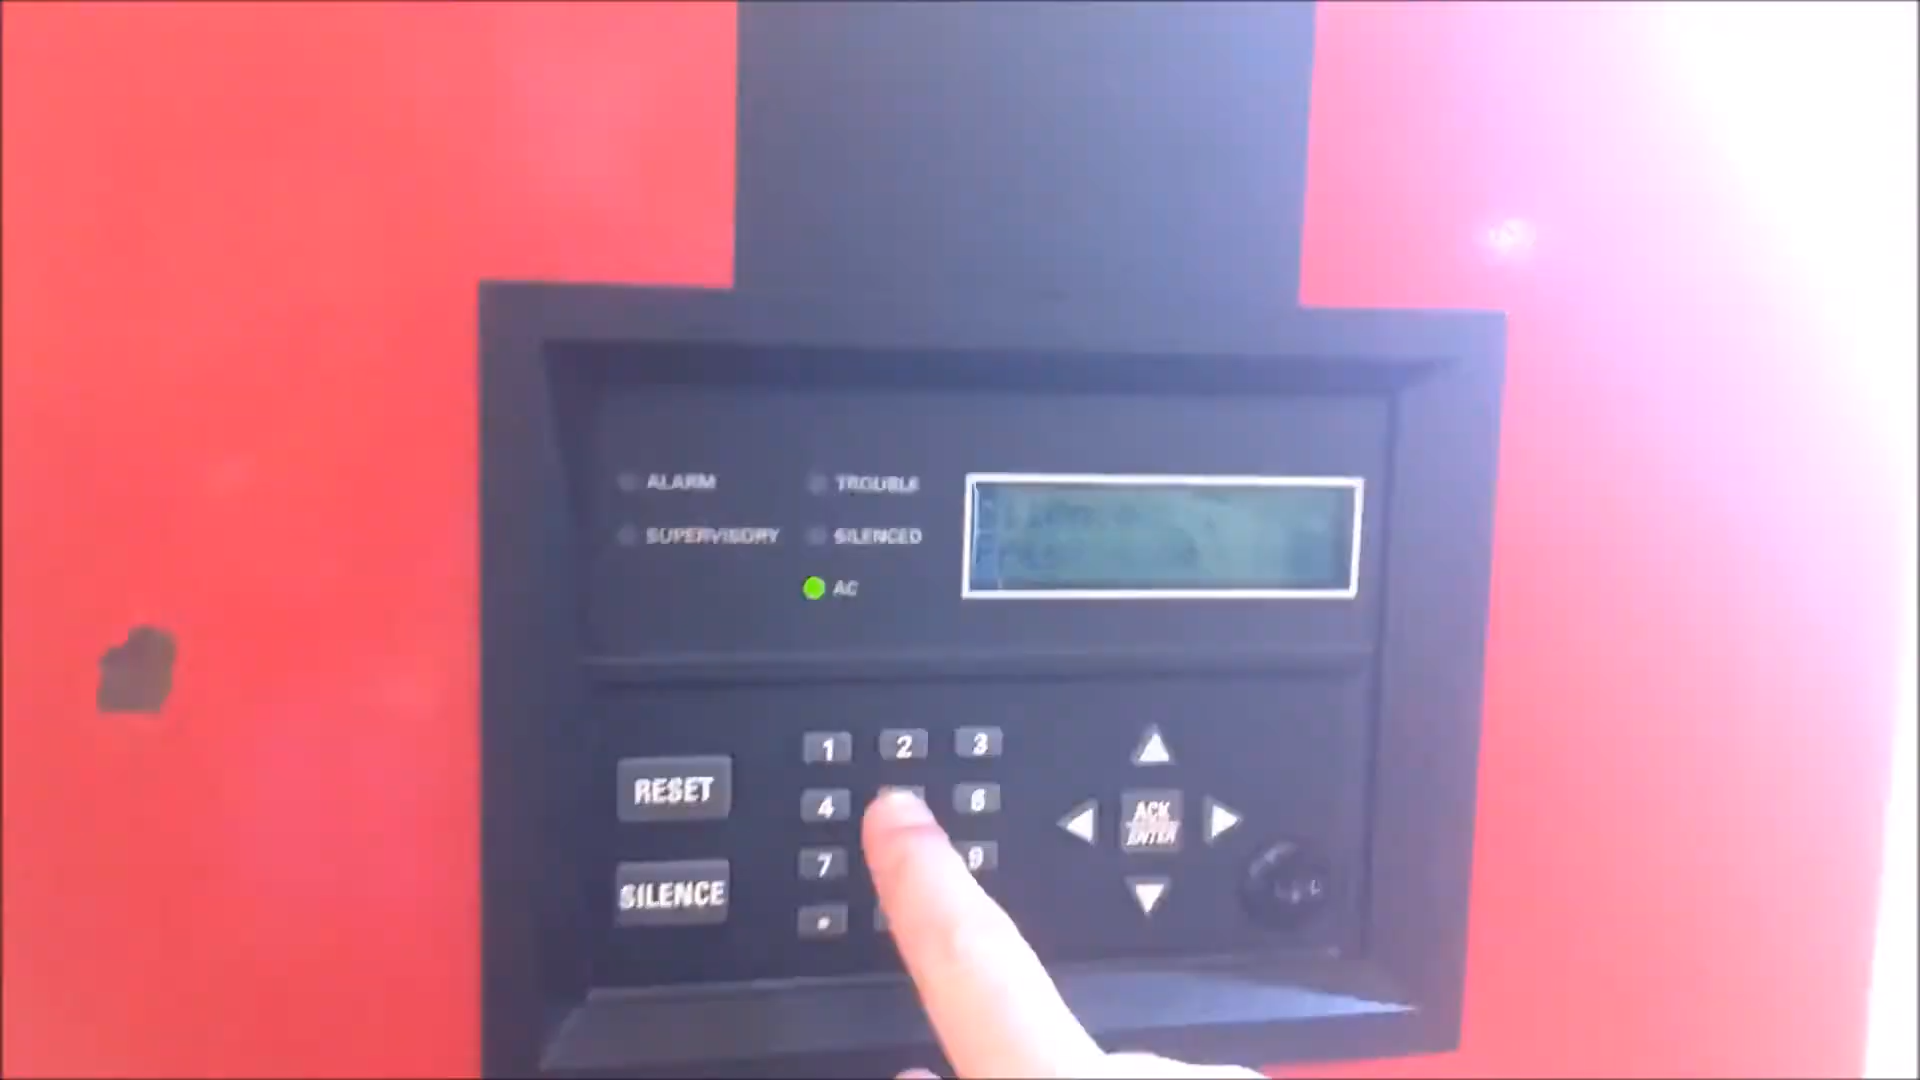 ALARM
TROUBLE
SUPERVISORY
SILENCED
AC
1 2 3
RESET
4 6
7 9
SILENCE
ACK
ENTER